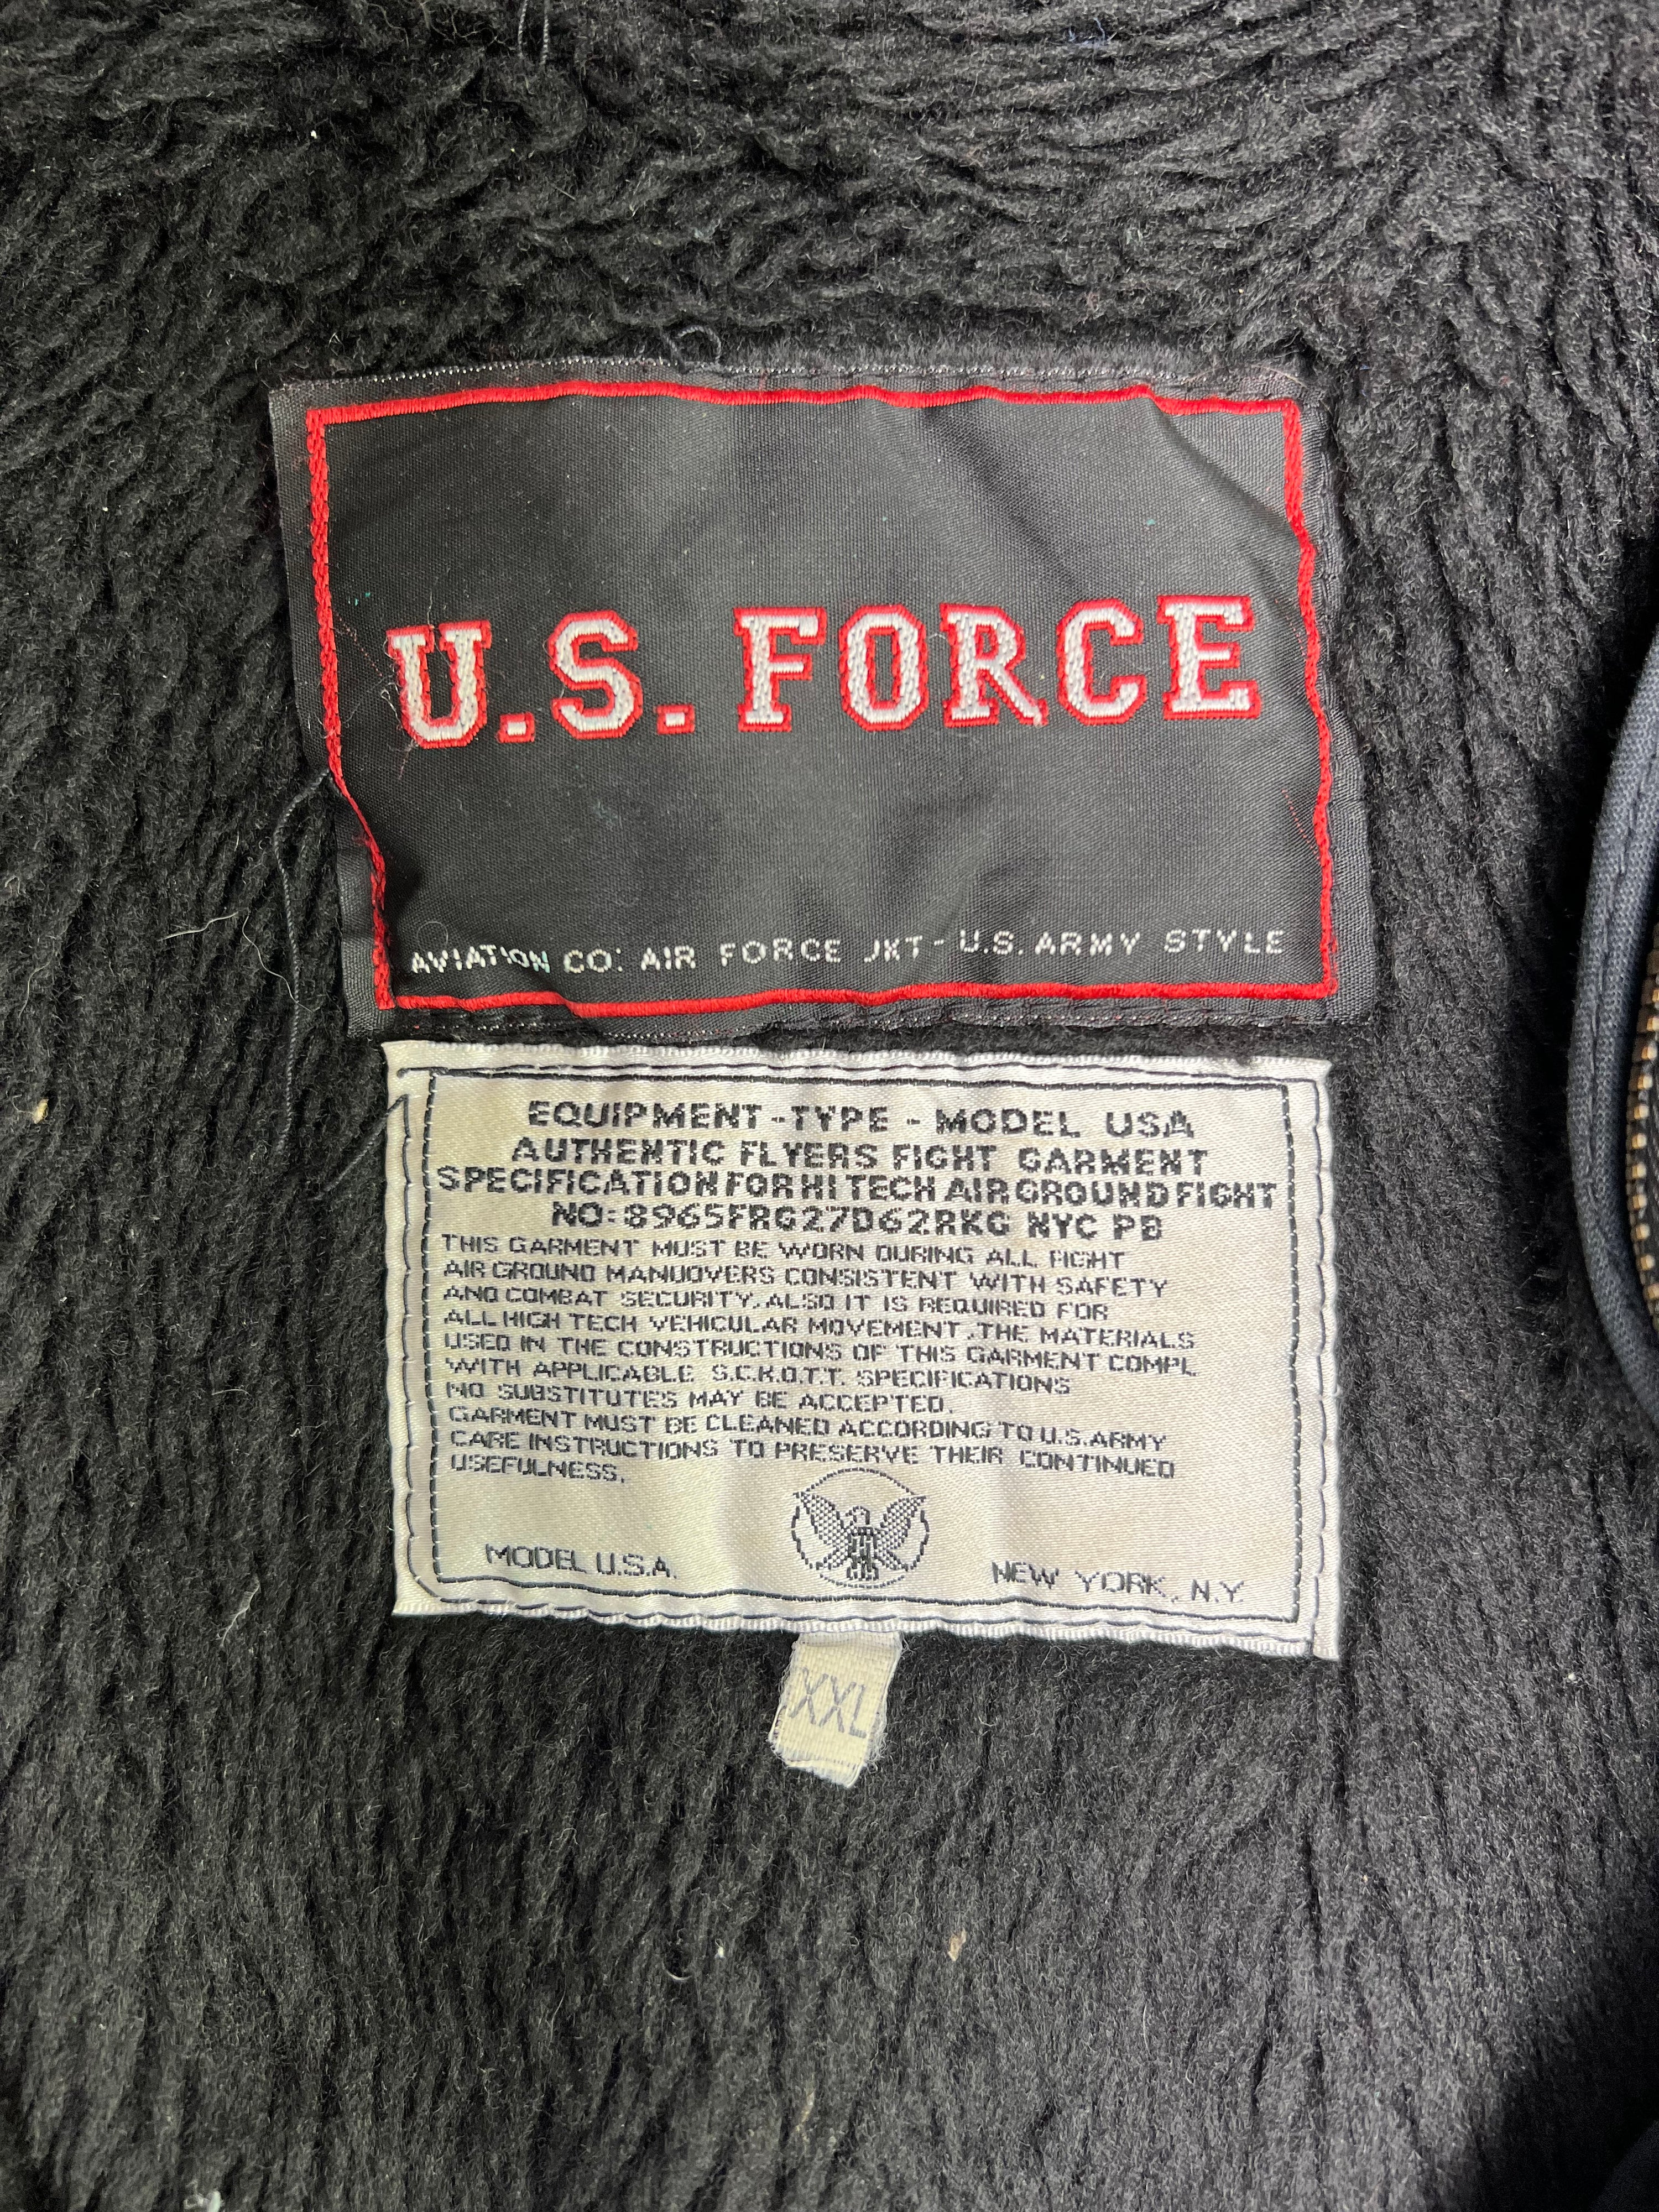 U.S. FORCE
AVIATION CO: AIR FORCE JKT - U.S. ARMY STYLE
EQUIPMENT - TYPE - MODEL USA
AUTHENTIC FLYERS FIGHT GARMENT
SPECIFICATION FOR HI TECH AIR GROUND FIGHT
NO: 8965FRG27D62RKG NYC PB
THIS GARMENT MUST BE WORN DURING ALL FIGHT
AIR GROUND MANUOVERS CONSISTENT WITH SAFETY
AND COMBAT SECURITY. ALSO IT IS REQUIRED FOR
ALL HIGH TECH VEHICULAR MOVEMENT. THE MATERIALS
USED IN THE CONSTRUCTIONS OF THIS GARMENT COMPL
WITH APPLICABLE S.C.H.O.T.T. SPECIFICATIONS
NO SUBSTITUTES MAY BE ACCEPTED.
GARMENT MUST BE CLEANED ACCORDING TO U.S. ARMY
CARE INSTRUCTIONS TO PRESERVE THEIR CONTINUED
USEFULNESS.
MODEL U.S.A. NEW YORK, N.Y.
XXL